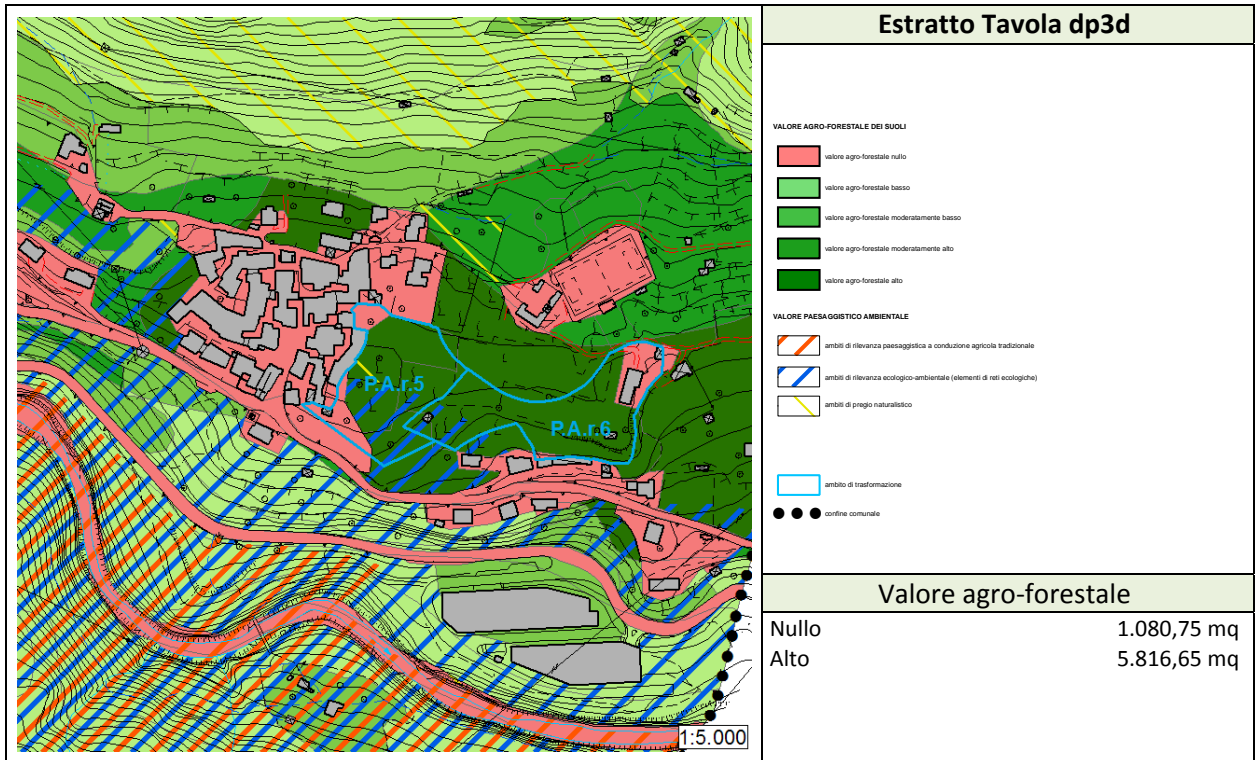 P.A.r.5
P.A.r.6
1:5.000
Estratto Tavola dp3d
VALORE AGRO-FORESTALE DEI SUOLI
valore agro-forestale nullo
valore agro-forestale basso
valore agro-forestale moderatamente basso
valore agro-forestale moderatamente alto
valore agro-forestale alto
VALORE PAESAGGISTICO AMBIENTALE
ambiti di rilevanza paesaggistica a conduzione agricola tradizionale
ambiti di rilevanza ecologico-ambientale (elementi di reti ecologiche)
ambiti di pregio naturalistico
ambito di trasformazione
confine comunale
Valore agro-forestale
Nullo 1.080,75 mq
Alto 5.816,65 mq